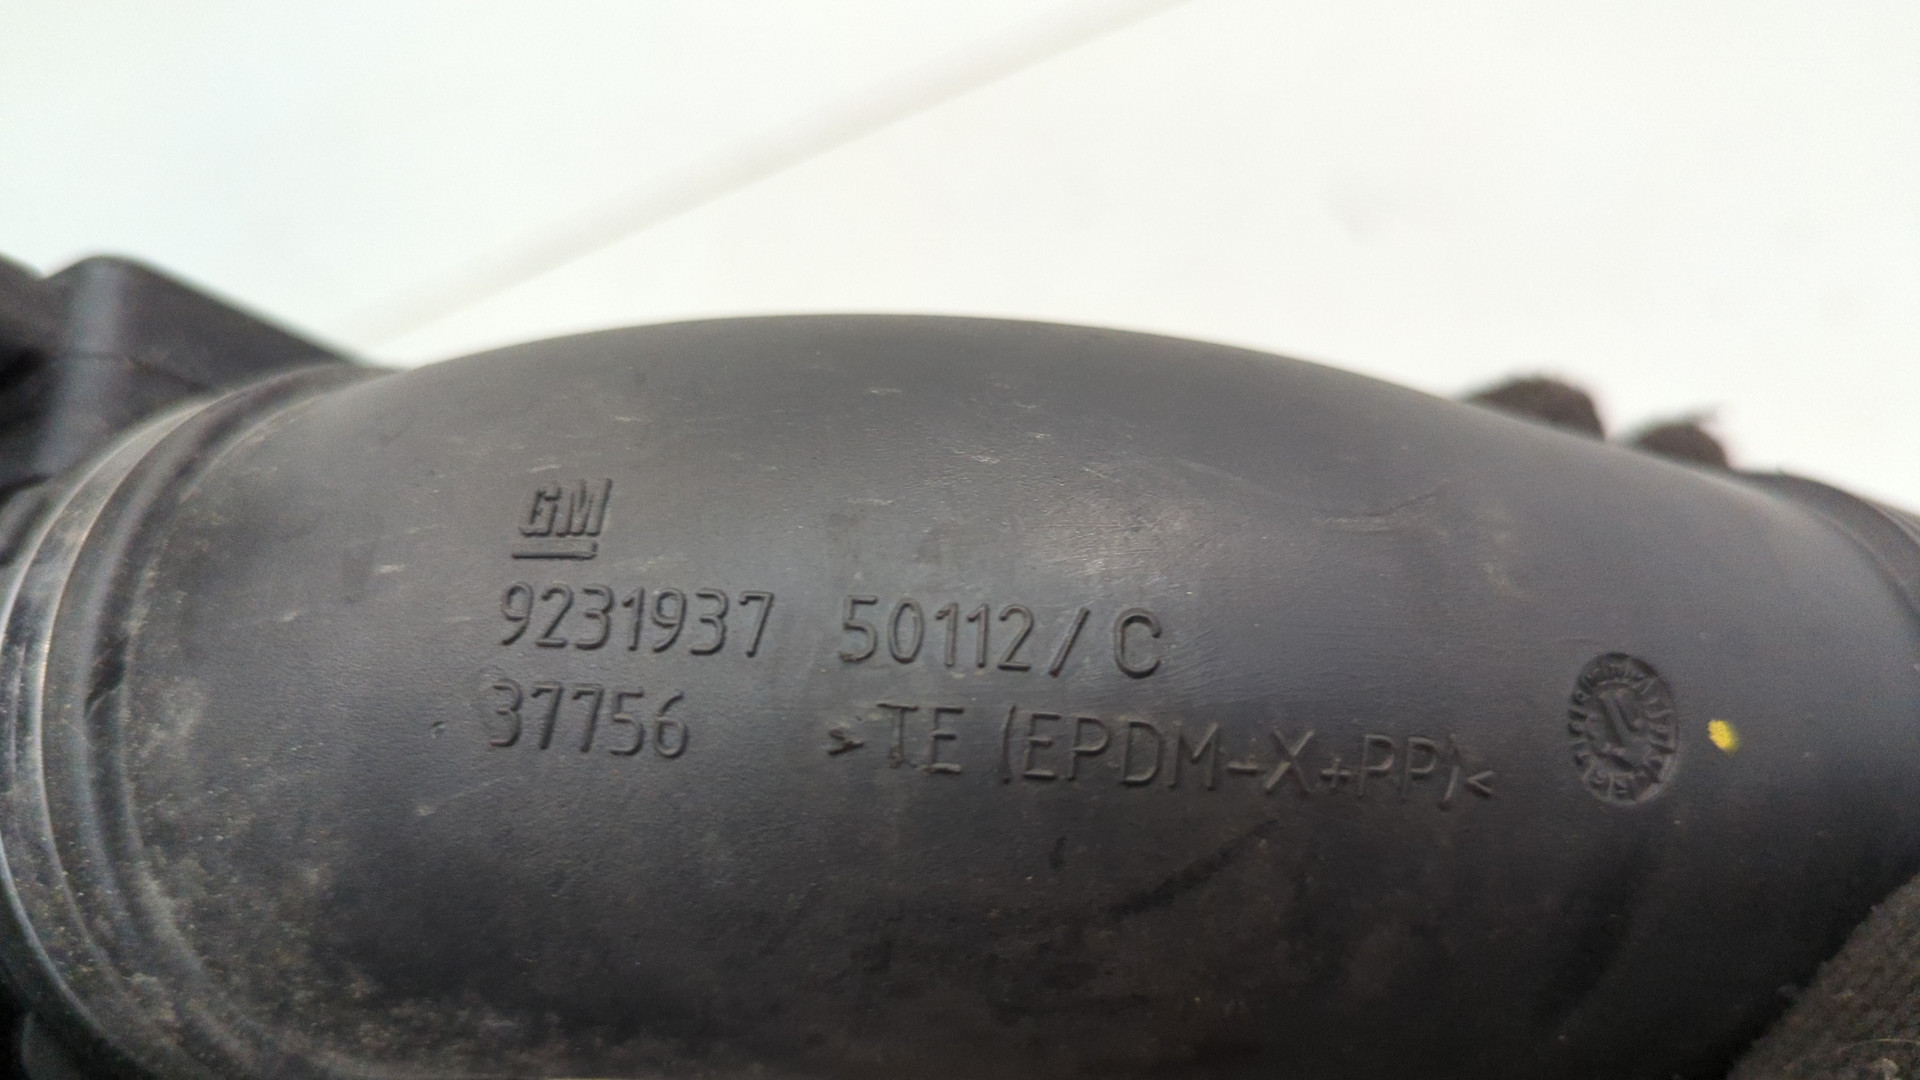 GM
9231937 50112/C
37756 >TE (EPDM-X+PP)<